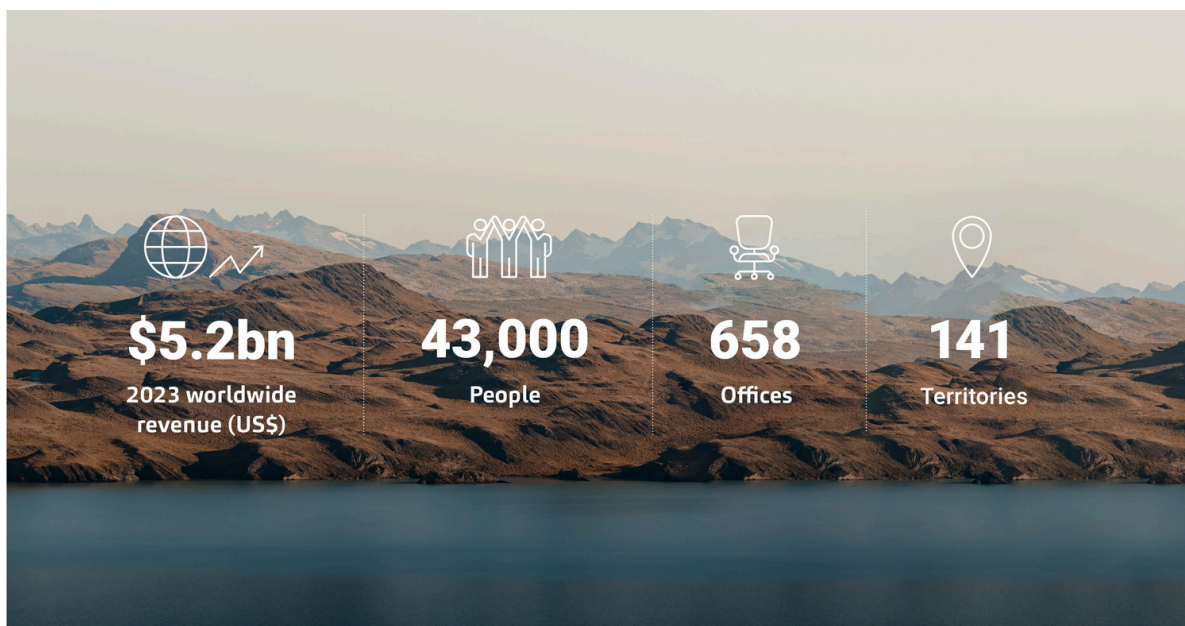 $5.2bn
2023 worldwide
revenue (US$)
43,000
People
658
Offices
141
Territories